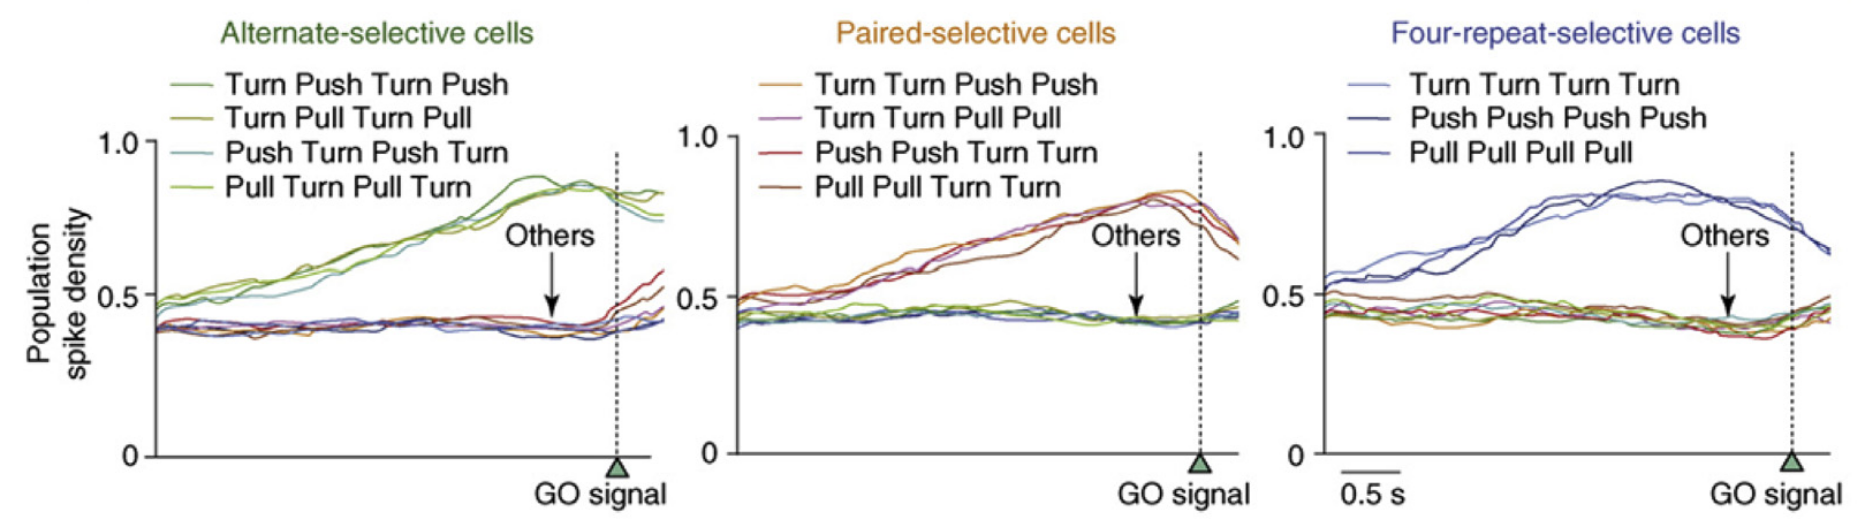 Alternate-selective cells
Turn Push Turn Push
Turn Pull Turn Pull
Push Turn Push Turn
Pull Turn Pull Turn
Others
1.0
0.5
0
Population
spike density
GO signal
Paired-selective cells
Turn Turn Push Push
Turn Turn Pull Pull
Push Push Turn Turn
Pull Pull Turn Turn
Others
1.0
0.5
0
GO signal
Four-repeat-selective cells
Turn Turn Turn Turn
Push Push Push Push
Pull Pull Pull Pull
Others
1.0
0.5
0
0.5 s
GO signal